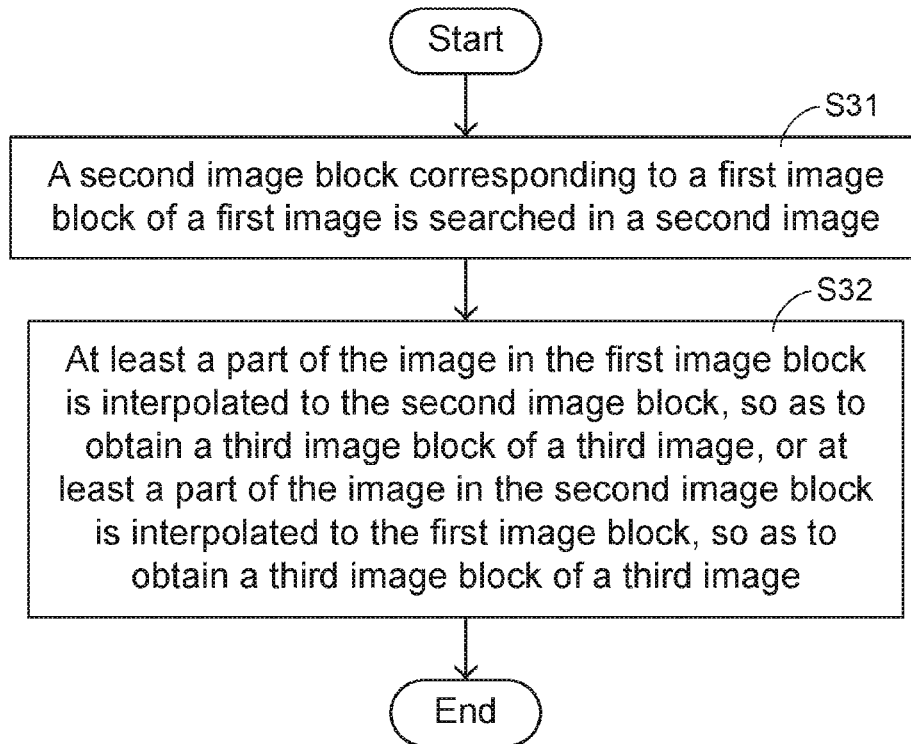 Start
S31
A second image block corresponding to a first image
block of a first image is searched in a second image
S32
At least a part of the image in the first image block
is interpolated to the second image block, so as to
obtain a third image block of a third image, or at
least a part of the image in the second image block
is interpolated to the first image block, so as to
obtain a third image block of a third image
End